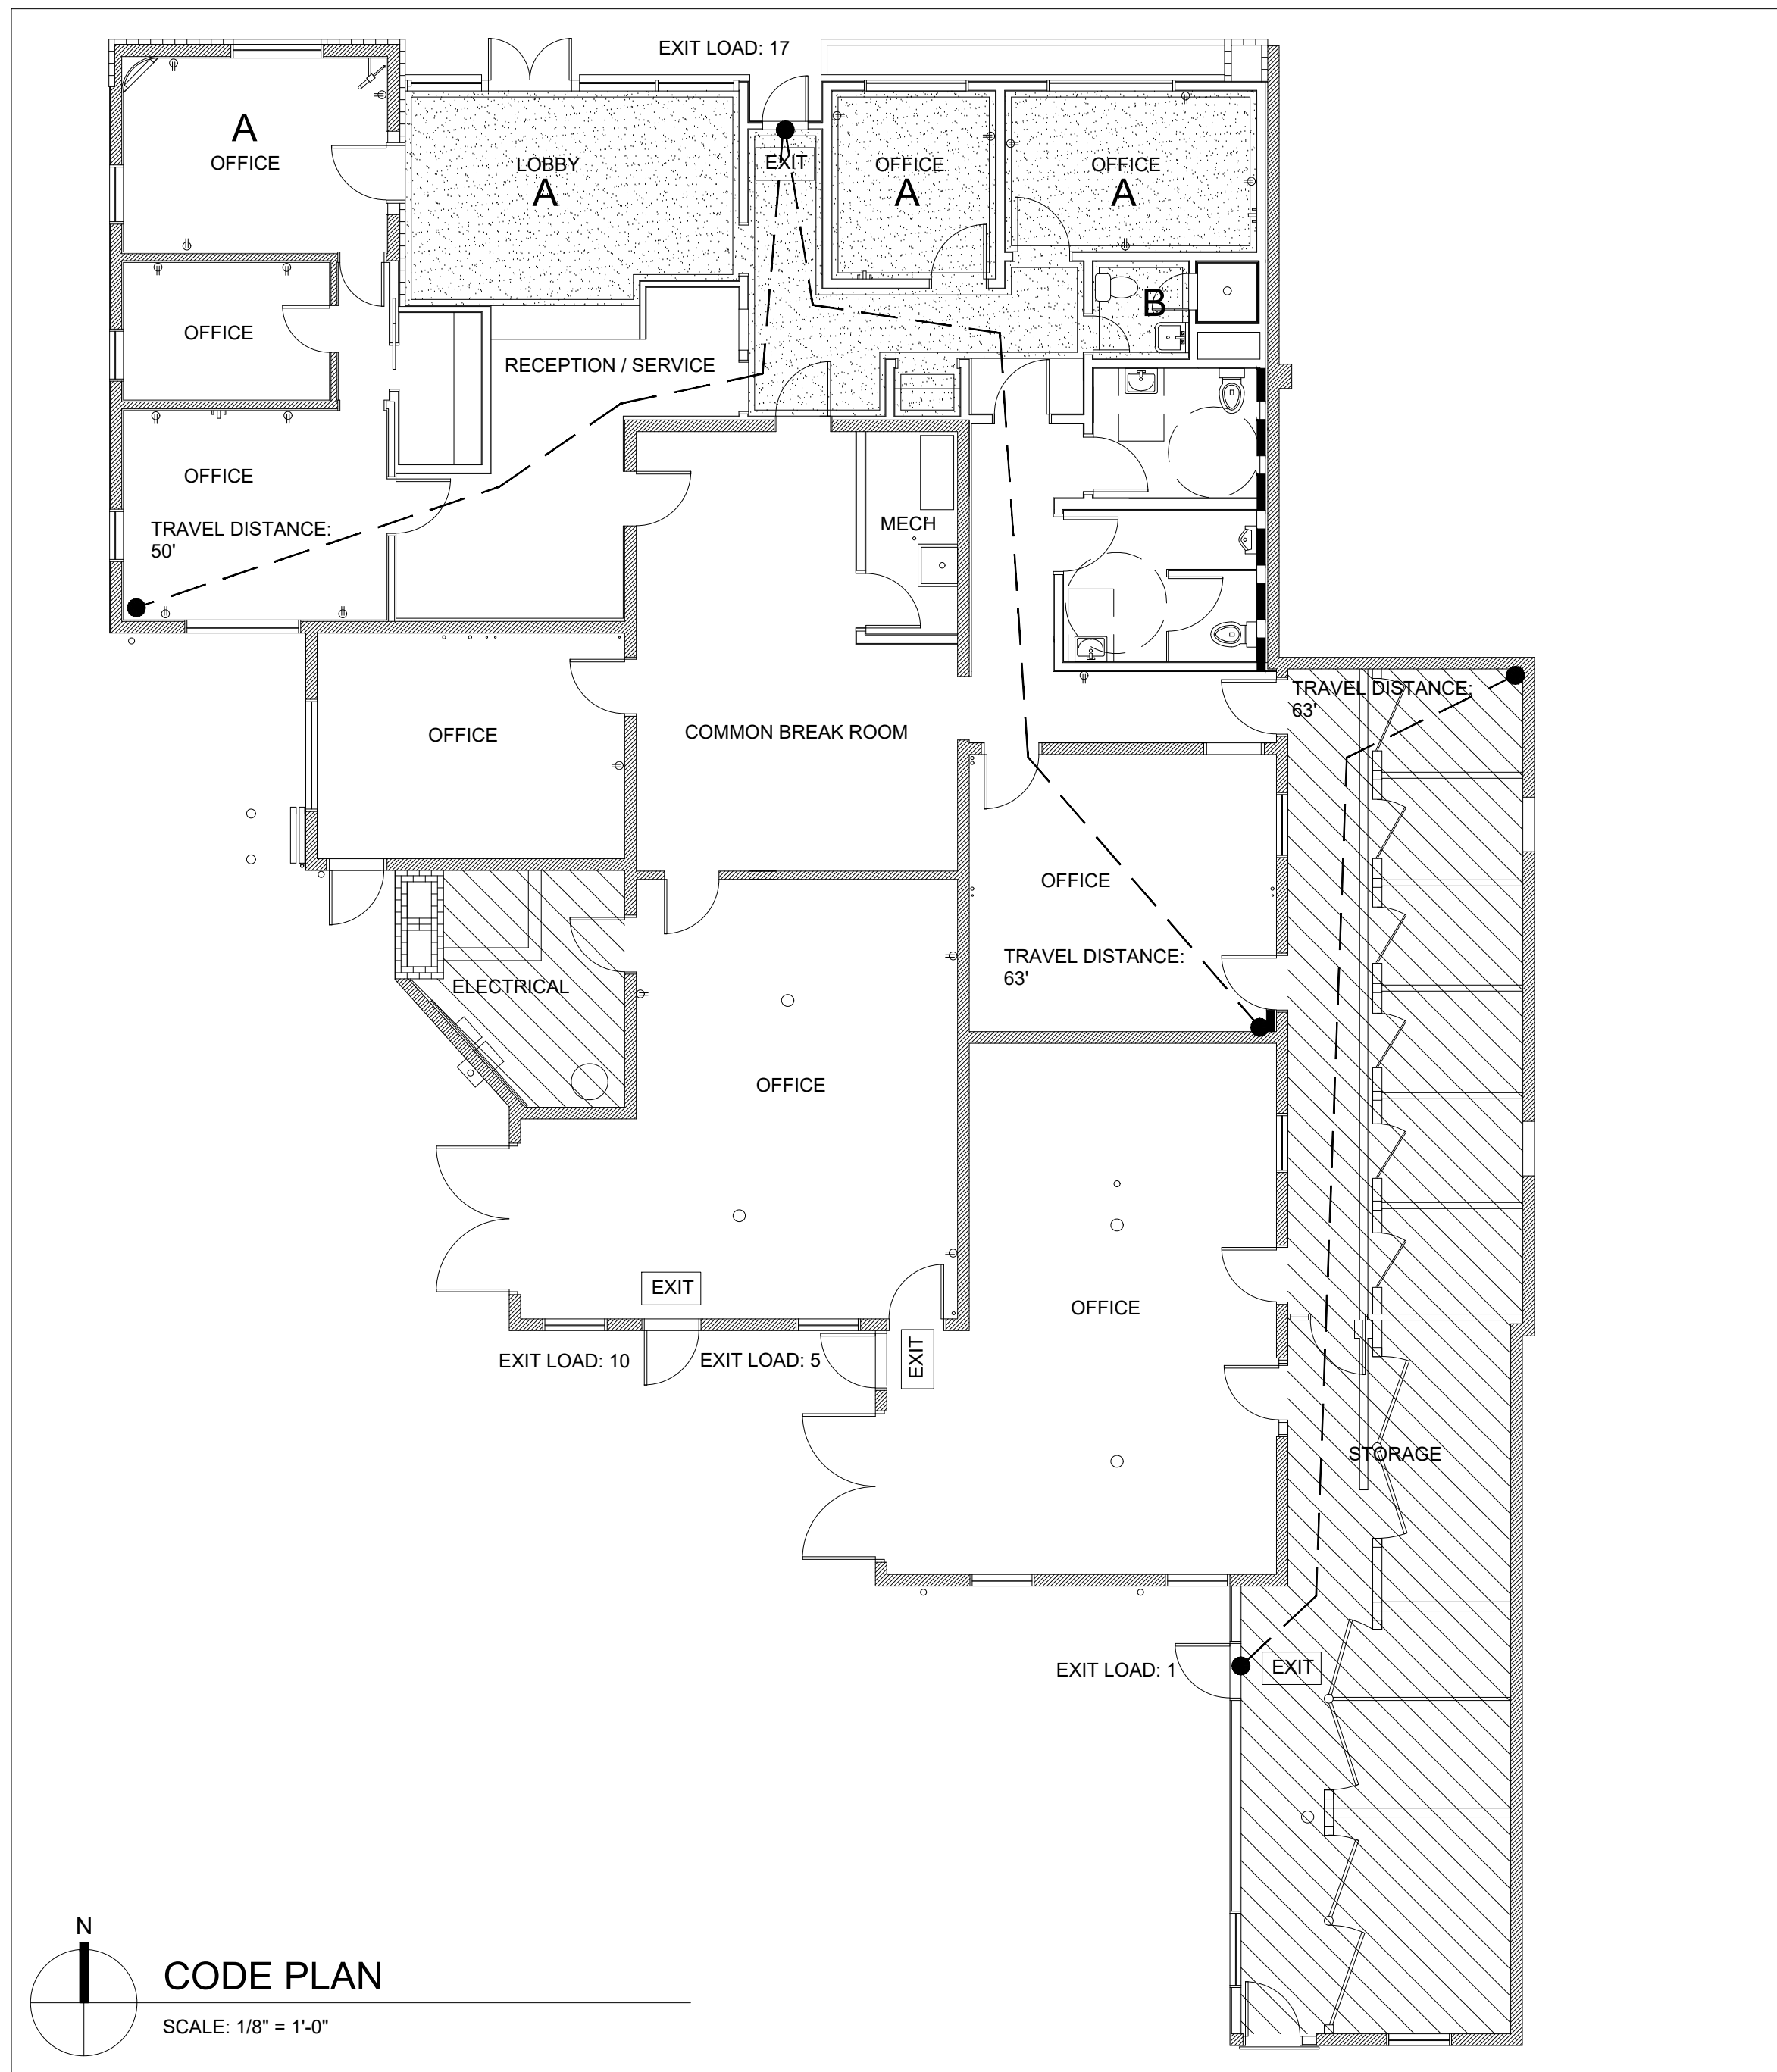 EXIT LOAD: 17
A
OFFICE
LOBBY
A
EXIT
OFFICE
A
OFFICE
A
B
OFFICE
RECEPTION / SERVICE
OFFICE
TRAVEL DISTANCE:
50'
MECH
TRAVEL DISTANCE:
63'
OFFICE
COMMON BREAK ROOM
OFFICE
TRAVEL DISTANCE:
63'
ELECTRICAL
OFFICE
EXIT
OFFICE
EXIT LOAD: 10
EXIT LOAD: 5
EXIT
STORAGE
EXIT LOAD: 1
EXIT
N
CODE PLAN
SCALE: 1/8" = 1'-0"